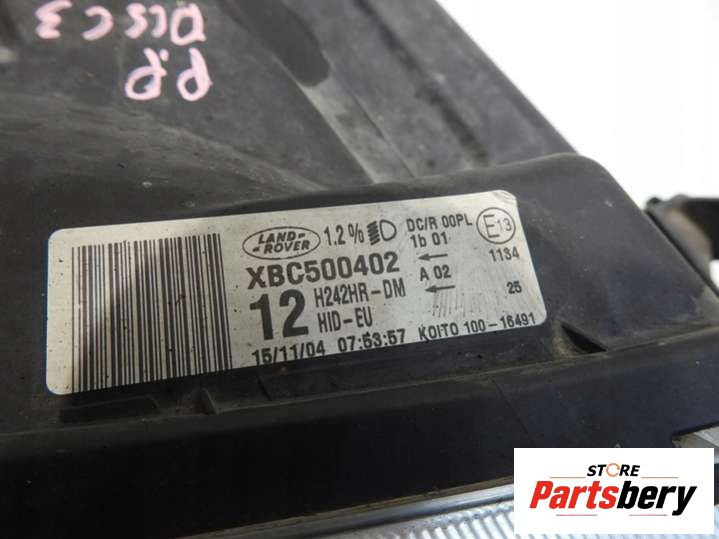 P.P
DISC 3
LAND-
-ROVER
1.2% DC/R 00PL E13
1b 01
XBC500402 ← 1134
A 02
12 H242HR-DM ← 25
HID-EU
15/11/04 07:53:57 KOITO 100-16491
STORE
Partsbery